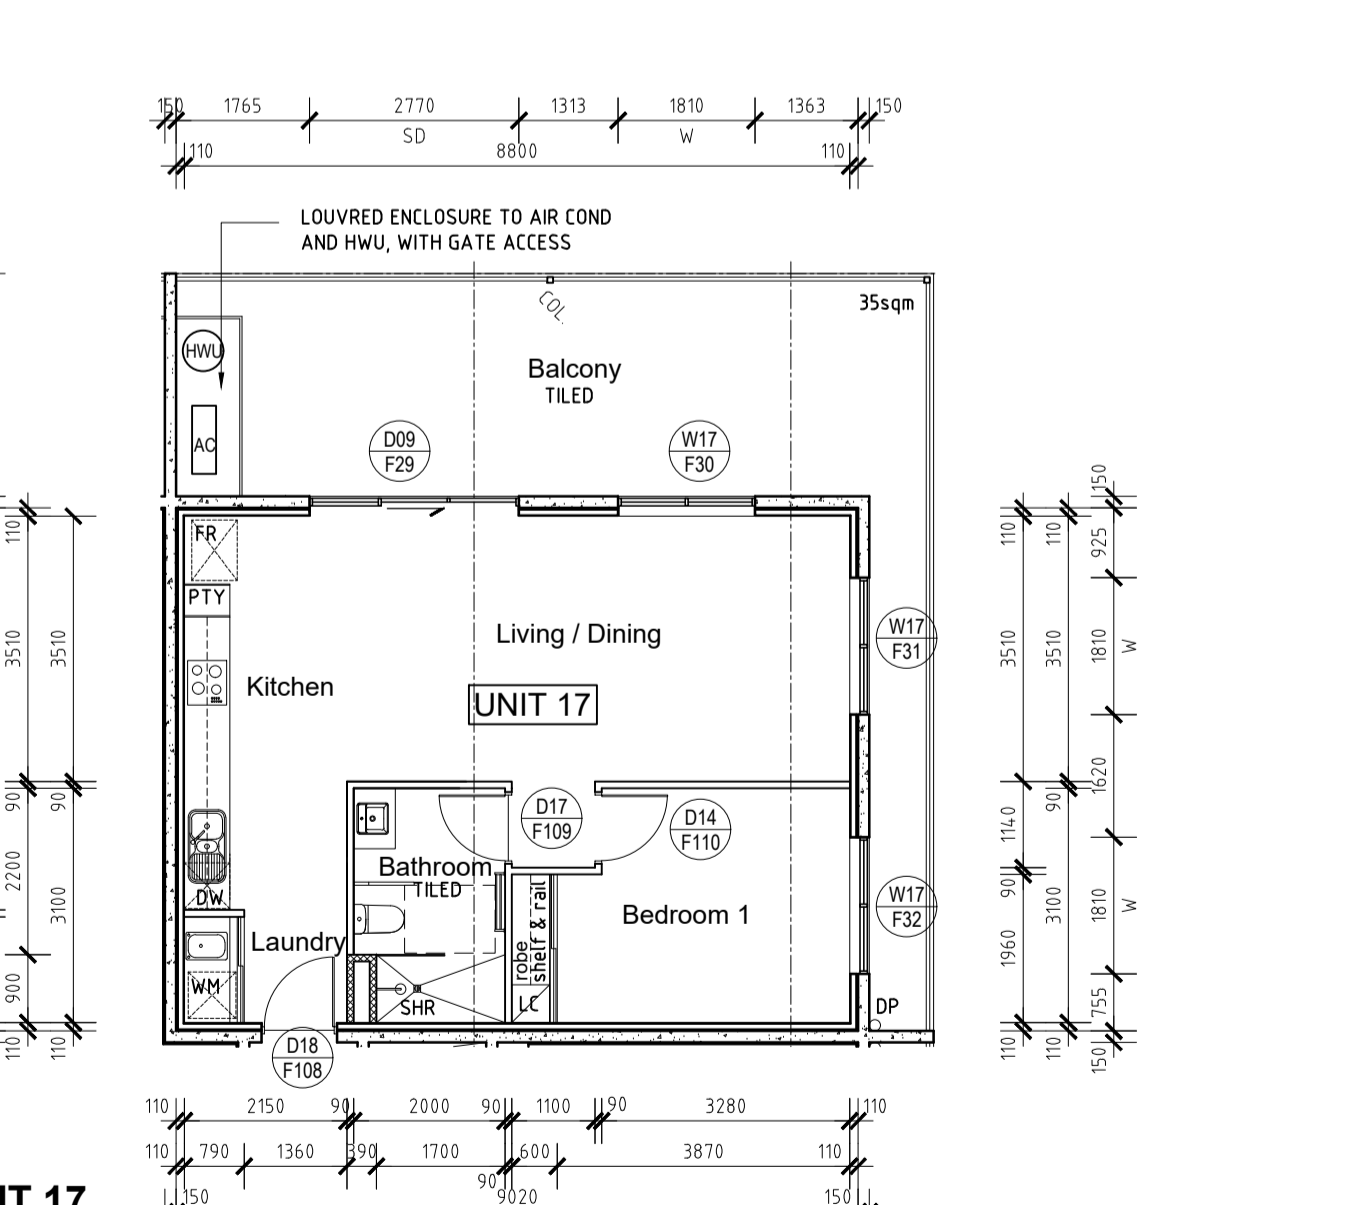 150 1765 2770 1313 1810 1363 150
SD W
110 8800 110
LOUVRED ENCLOSURE TO AIR COND
AND HWU, WITH GATE ACCESS
35sqm
COL.
HWU
Balcony
TILED
AC
D09
F29
W17
F30
FR
PTY
Living / Dining
W17
F31
Kitchen
UNIT 17
D17
F109
D14
F110
Bathroom
TILED
DW
W17
F32
Bedroom 1
Laundry
robe
shelf & rail
WM
SHR
LC
DP
D18
F108
110 3510 90 2200 900 110
3510 90 3100 110
110 3510 1140 90 1960 110
110 3510 90 3100 110
150 925 1810 1620 1810 755 150
W W
110 2150 90 2000 90 1100 90 3280 110
110 790 1360 390 1700 600 3870 110
90
150 9020 150
IT 17